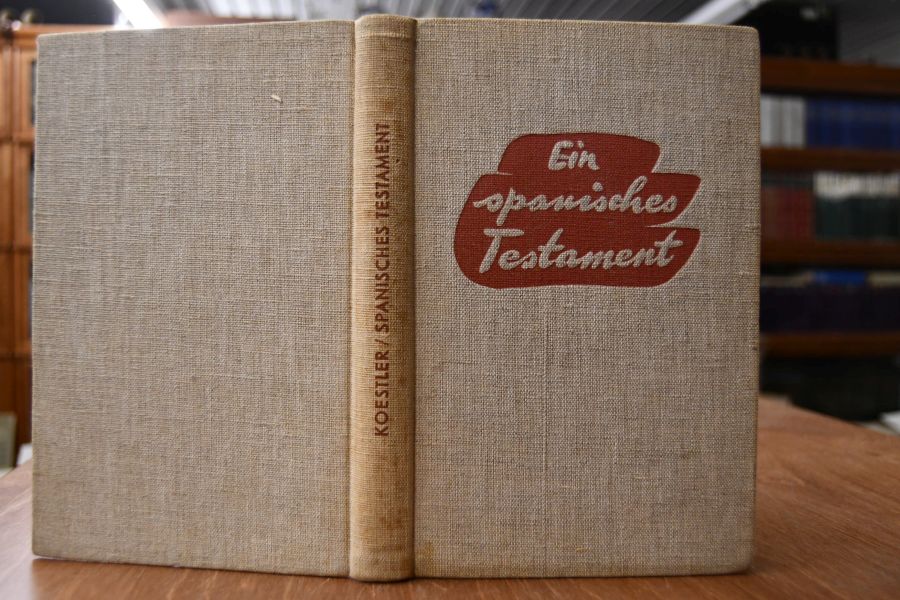 KOESTLER / SPANISCHES TESTAMENT
Ein
spanisches
Testament